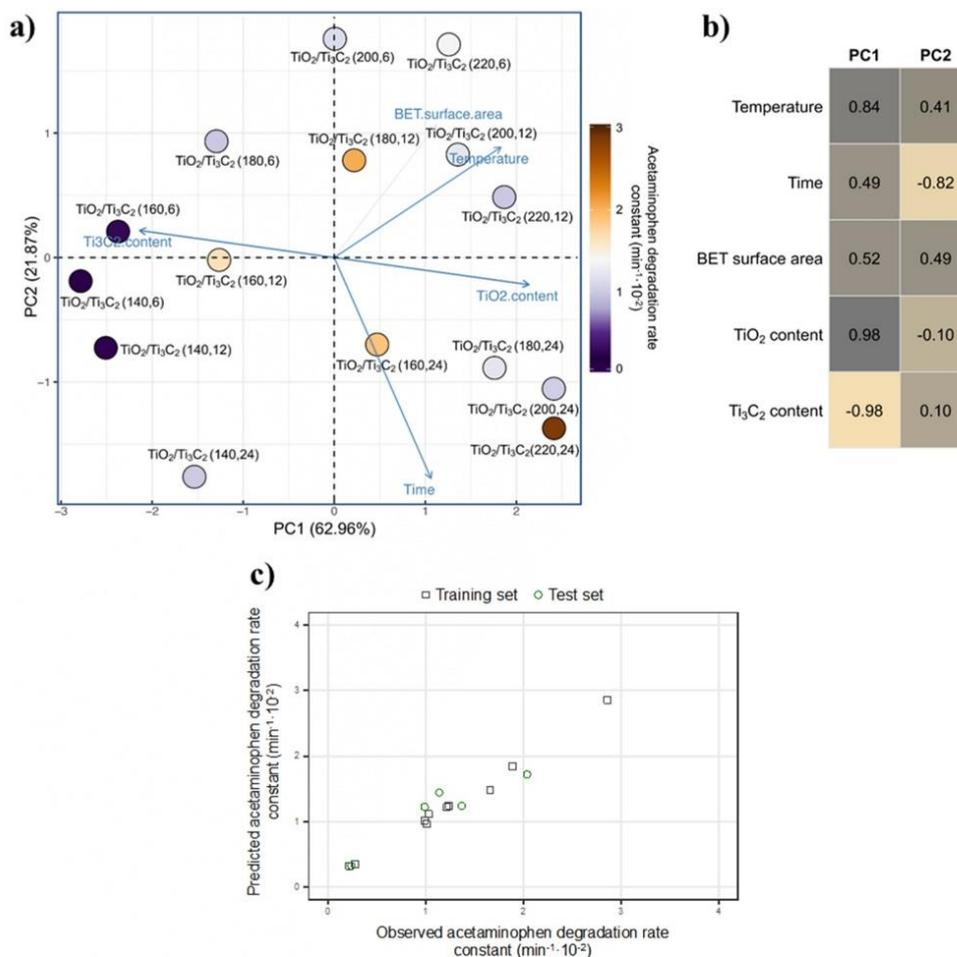 a)
TiO₂/Ti₃C₂ (200,6)
TiO₂/Ti₃C₂ (220,6)
BET.surface.area
TiO₂/Ti₃C₂ (180,12)
TiO₂/Ti₃C₂ (200,12)
Temperature
TiO₂/Ti₃C₂ (180,6)
TiO₂/Ti₃C₂ (160,6)
TiO₂/Ti₃C₂ (220,12)
Ti3C2.content
TiO₂/Ti₃C₂ (160,12)
TiO2.content
TiO₂/Ti₃C₂ (140,6)
TiO₂/Ti₃C₂ (140,12)
TiO₂/Ti₃C₂ (180,24)
TiO₂/Ti₃C₂ (160,24)
TiO₂/Ti₃C₂ (200,24)
TiO₂/Ti₃C₂(220,24)
TiO₂/Ti₃C₂ (140,24)
Time
1
0
−1
PC2 (21.87%)
−3 −2 −1 0 1 2
PC1 (62.96%)
3
2
1
0
Acetaminophen degradation rate
constant (min⁻¹·10⁻²)
b)
PC1 PC2
Temperature 0.84 0.41
Time 0.49 -0.82
BET surface area 0.52 0.49
TiO₂ content 0.98 -0.10
Ti₃C₂ content -0.98 0.10
c)
Training set Test set
Predicted acetaminophen degradation rate
constant (min⁻¹·10⁻²)
4
3
2
1
0
0 1 2 3 4
Observed acetaminophen degradation rate
constant (min⁻¹·10⁻²)